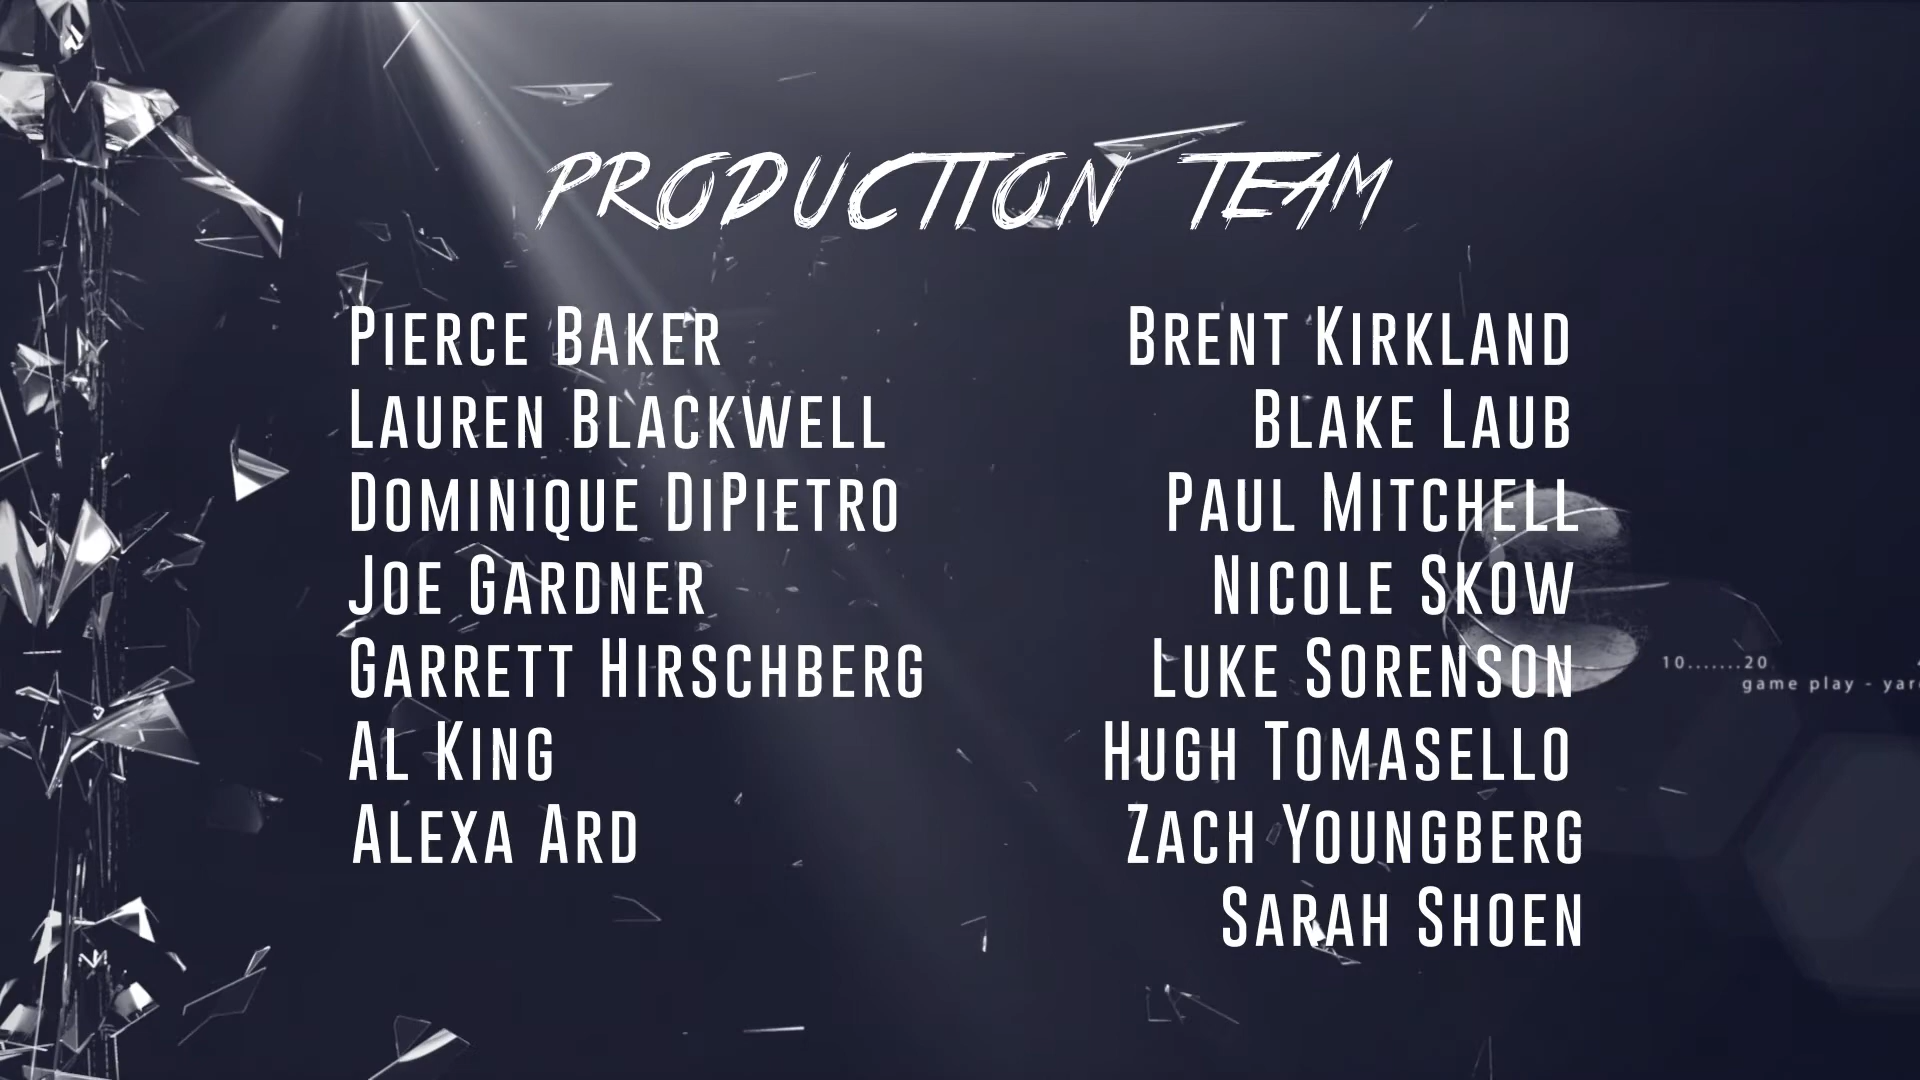 PRODUCTION TEAM
PIERCE BAKER
LAUREN BLACKWELL
DOMINIQUE DIPIETRO
JOE GARDNER
GARRETT HIRSCHBERG
AL KING
ALEXA ARD
BRENT KIRKLAND
BLAKE LAUB
PAUL MITCHELL
NICOLE SKOW
LUKE SORENSON
HUGH TOMASELLO
ZACH YOUNGBERG
SARAH SHOEN
10.......20
game play -